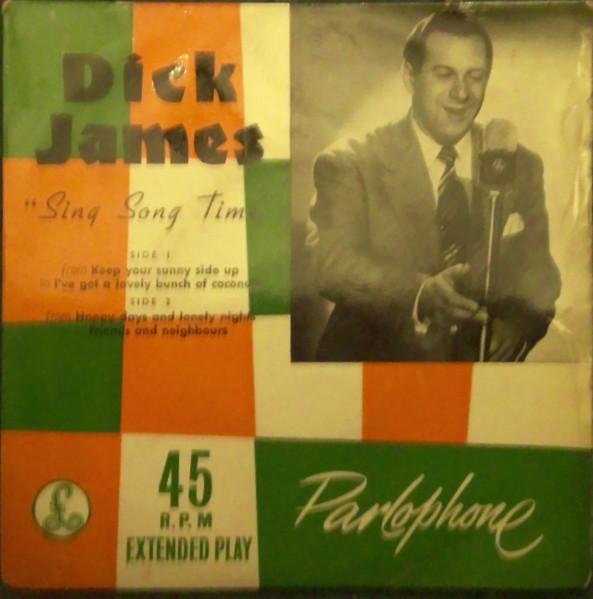 Dick
James
"Sing Song Tim
SIDE 1
from Keep your sunny side up
to I've got a lovely bunch of coconu
SIDE 2
from Happy days and lonely nights
friends and neighbours
£
45
R.P.M
EXTENDED PLAY
Parlophone